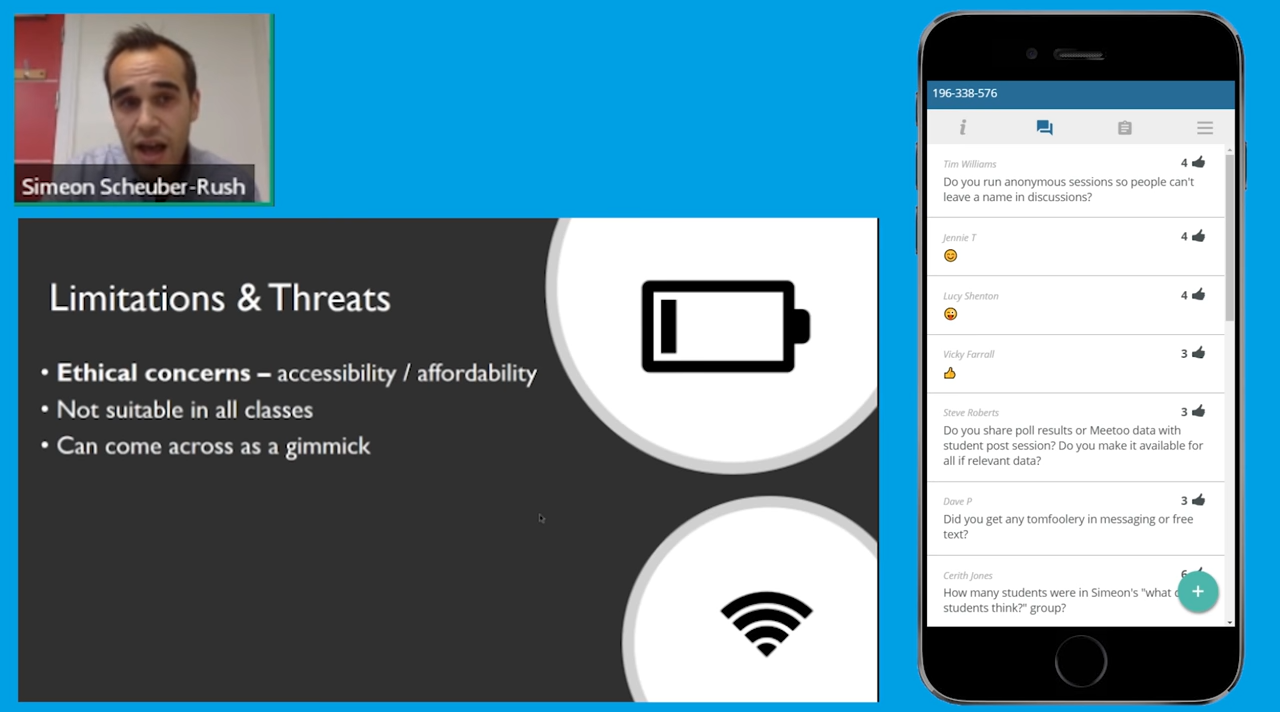 Simeon Scheuber-Rush
Limitations & Threats
• Ethical concerns – accessibility / affordability
• Not suitable in all classes
• Can come across as a gimmick
196-338-576
Tim Williams
4
Do you run anonymous sessions so people can't
leave a name in discussions?
Jennie T
4
Lucy Shenton
4
Vicky Farrall
3
Steve Roberts
3
Do you share poll results or Meetoo data with
student post session? Do you make it available for
all if relevant data?
Dave P
3
Did you get any tomfoolery in messaging or free
text?
Cerith Jones
How many students were in Simeon's "what
students think?" group?